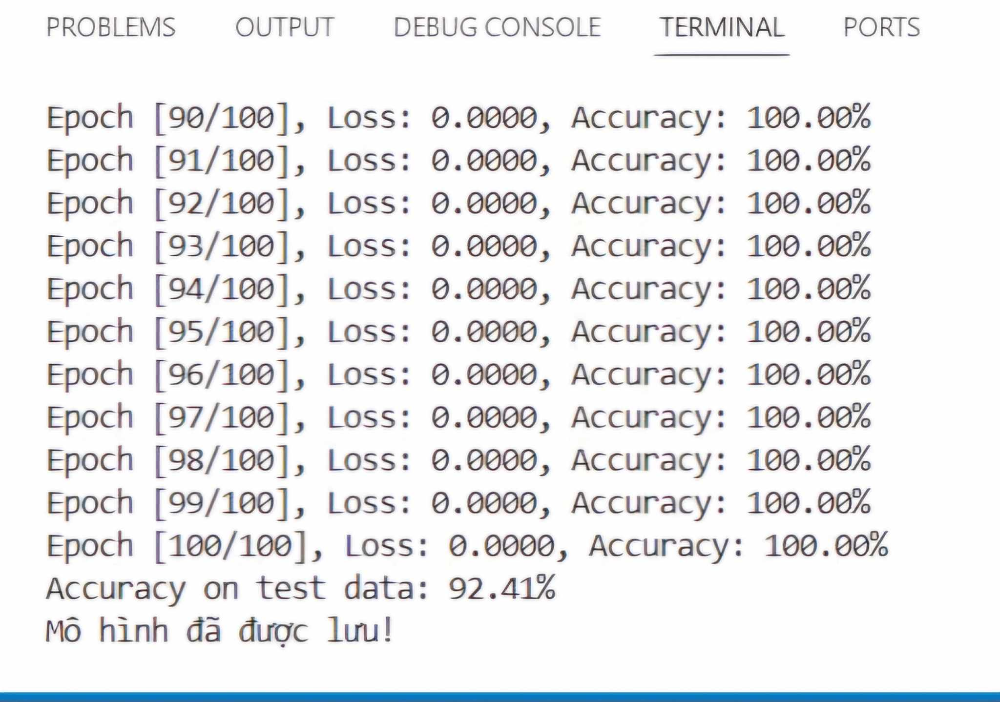 PROBLEMS OUTPUT DEBUG CONSOLE TERMINAL PORTS
Epoch [90/100], Loss: 0.0000, Accuracy: 100.00%
Epoch [91/100], Loss: 0.0000, Accuracy: 100.00%
Epoch [92/100], Loss: 0.0000, Accuracy: 100.00%
Epoch [93/100], Loss: 0.0000, Accuracy: 100.00%
Epoch [94/100], Loss: 0.0000, Accuracy: 100.00%
Epoch [95/100], Loss: 0.0000, Accuracy: 100.00%
Epoch [96/100], Loss: 0.0000, Accuracy: 100.00%
Epoch [97/100], Loss: 0.0000, Accuracy: 100.00%
Epoch [98/100], Loss: 0.0000, Accuracy: 100.00%
Epoch [99/100], Loss: 0.0000, Accuracy: 100.00%
Epoch [100/100], Loss: 0.0000, Accuracy: 100.00%
Accuracy on test data: 92.41%
Mô hình đã được lưu!